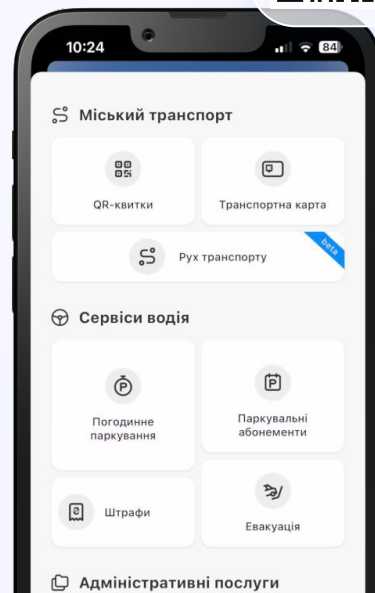 10:24
84
Міський транспорт
QR-квитки
Транспортна карта
Рух транспорту
beta
Сервіси водія
Погодинне
паркування
Паркувальні
абонементи
Штрафи
Евакуація
Адміністративні послуги